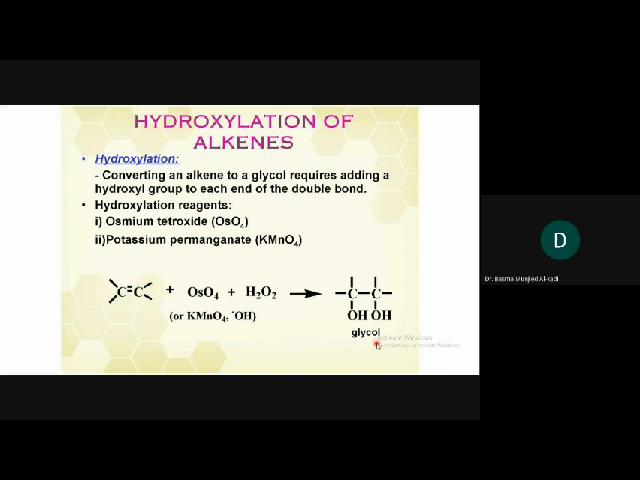 HYDROXYLATION OF
ALKENES
• Hydroxylation:
- Converting an alkene to a glycol requires adding a
hydroxyl group to each end of the double bond.
• Hydroxylation reagents:
i) Osmium tetroxide (OsO4)
ii)Potassium permanganate (KMnO4)
C=C + OsO4 + H2O2 → C–C
(or KMnO4, -OH) OH OH
glycol
Activate Windows
D
Dr. Basma Munjied Al-kadi